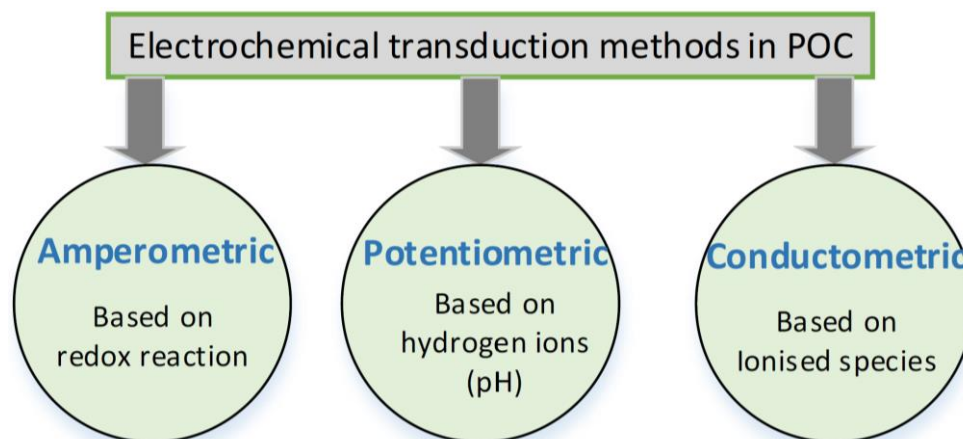 Electrochemical transduction methods in POC
Amperometric
Based on
redox reaction
Potentiometric
Based on
hydrogen ions
(pH)
Conductometric
Based on
Ionised species